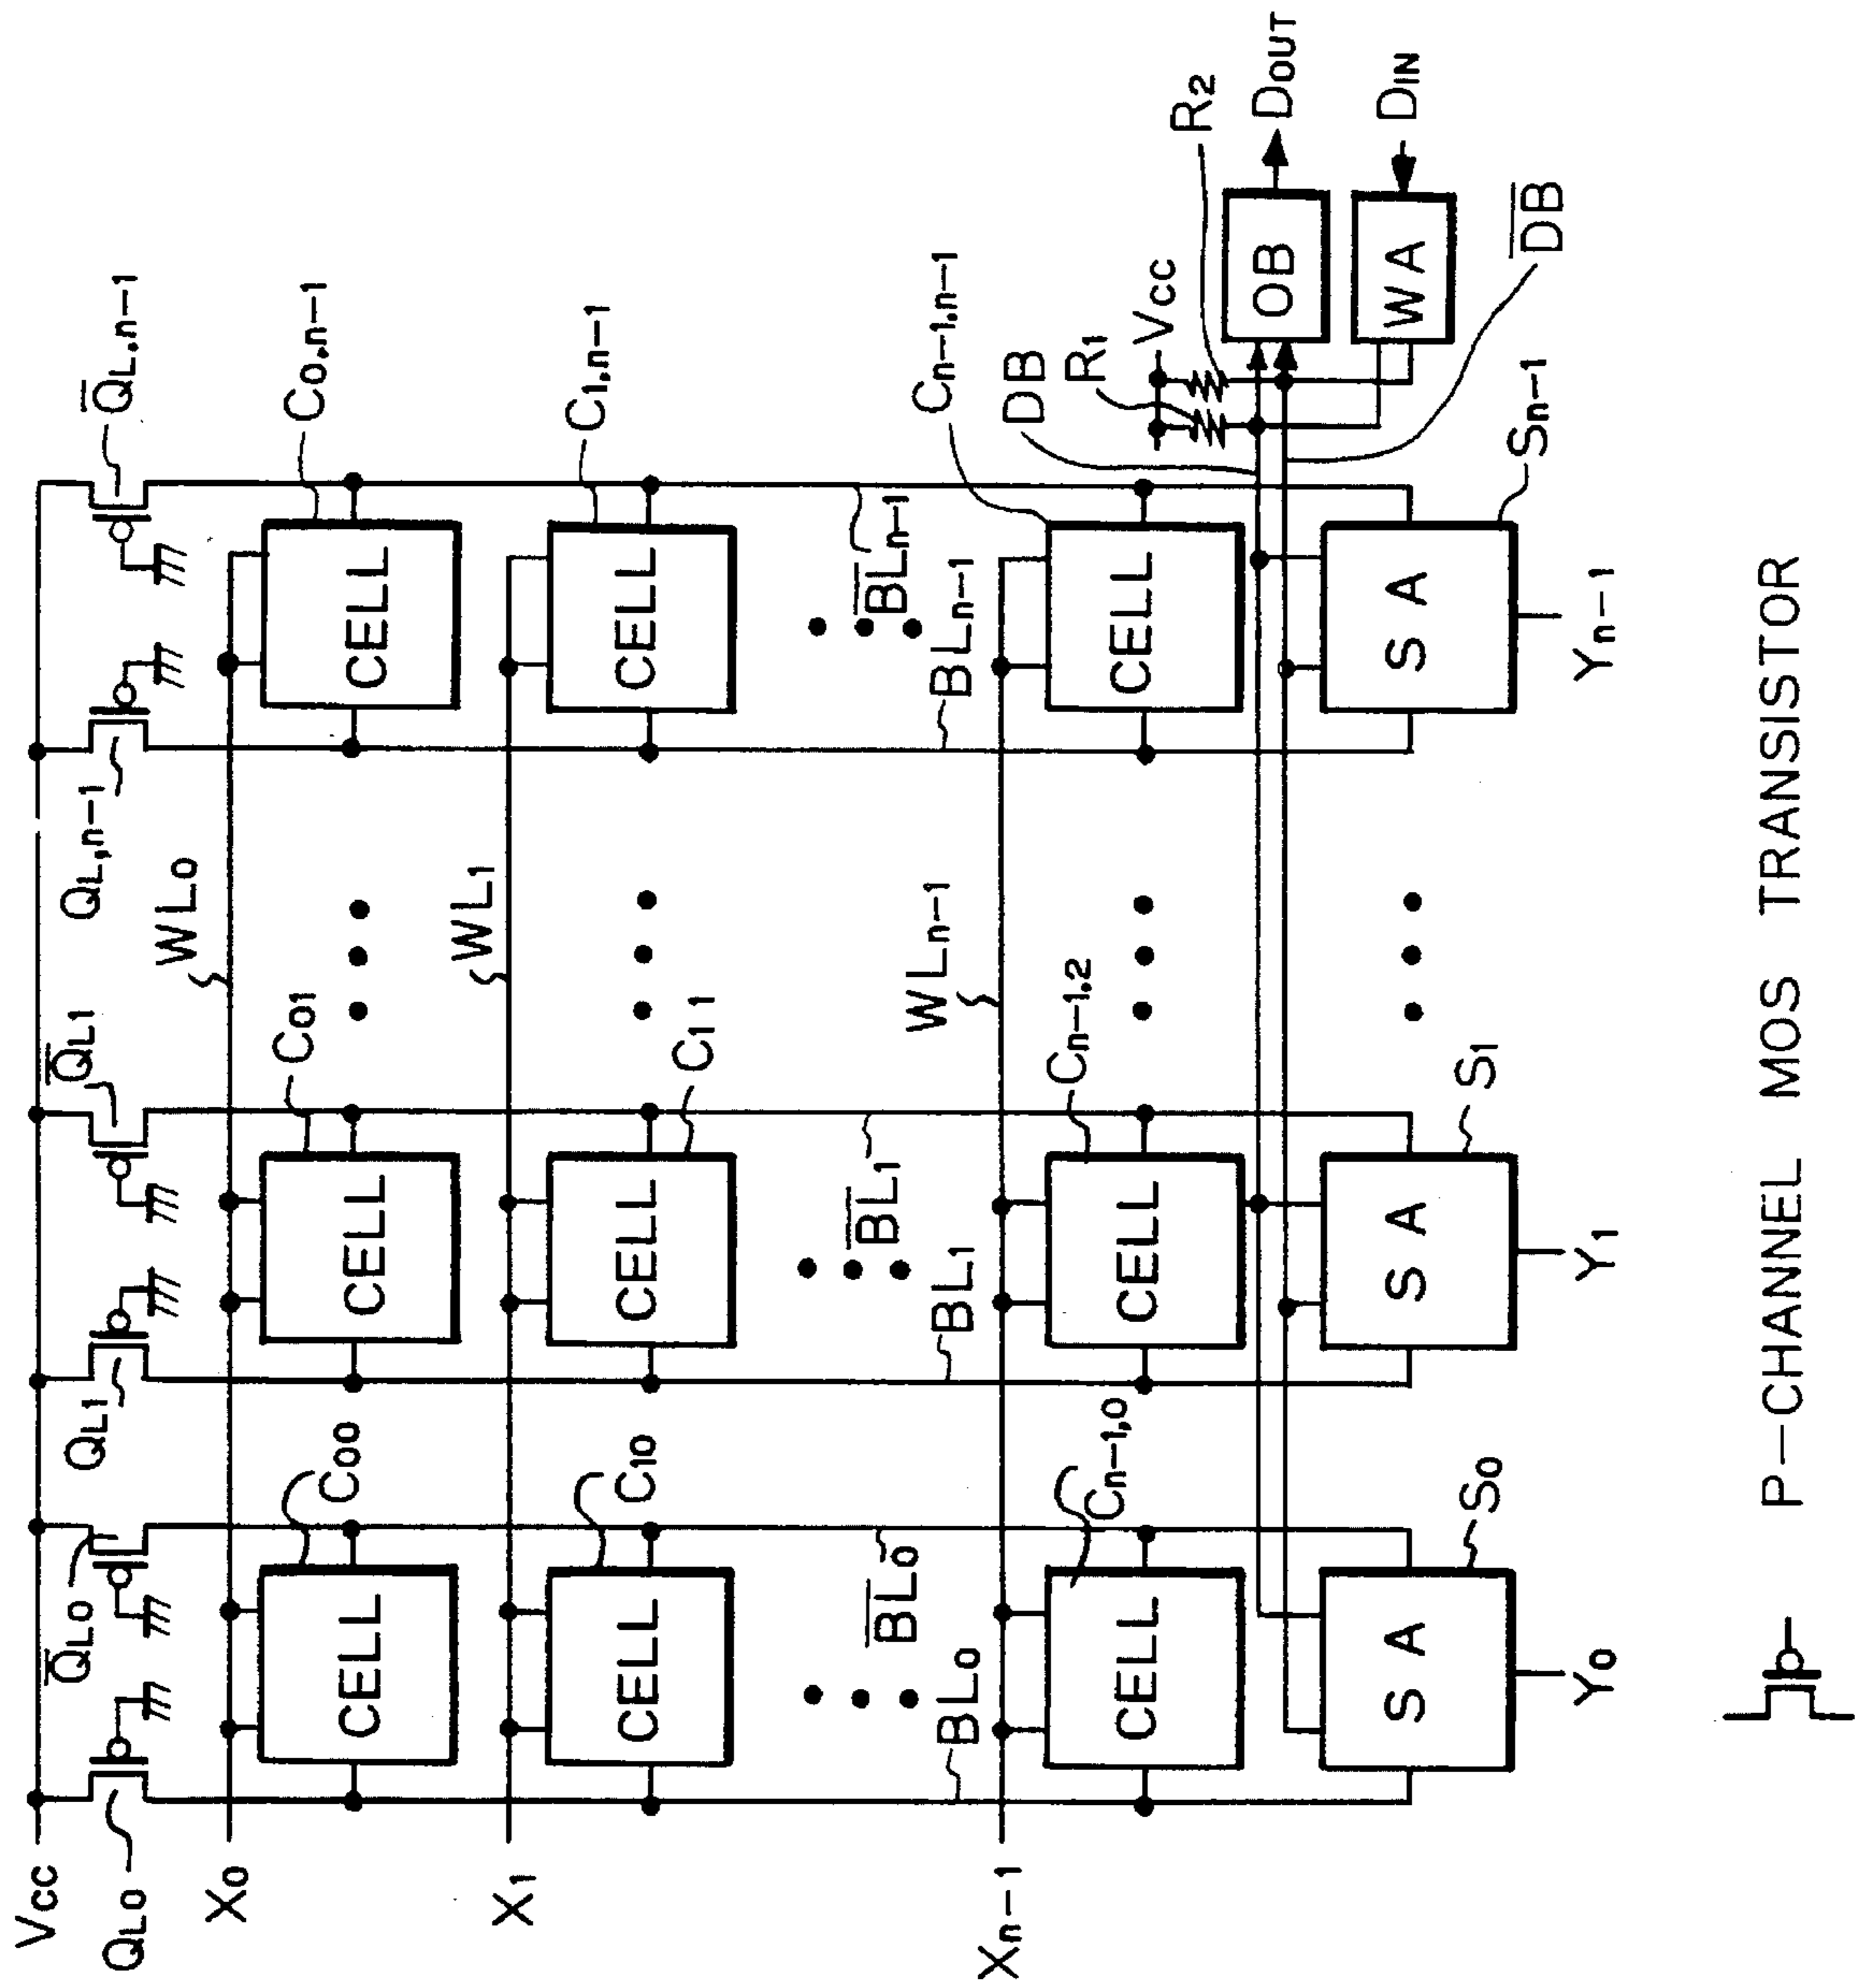 Vcc
QL0
Q̅L0
QL1
Q̅L1
QL,n-1
Q̅L,n-1
X0
WL0
C00
C01
C0,n-1
CELL
CELL
CELL
X1
WL1
C10
C11
C1,n-1
CELL
CELL
CELL
BL0
B̅L̅0
BL1
B̅L̅1
BLn-1
B̅L̅n-1
Xn-1
WLn-1
Cn-1,0
Cn-1,2
Cn-1,n-1
CELL
CELL
CELL
DB
R1
Vcc
R2
OB
DOUT
WA
DIN
D̅B̅
SA
S0
SA
S1
SA
Sn-1
Y0
Y1
Yn-1
P-CHANNEL MOS TRANSISTOR